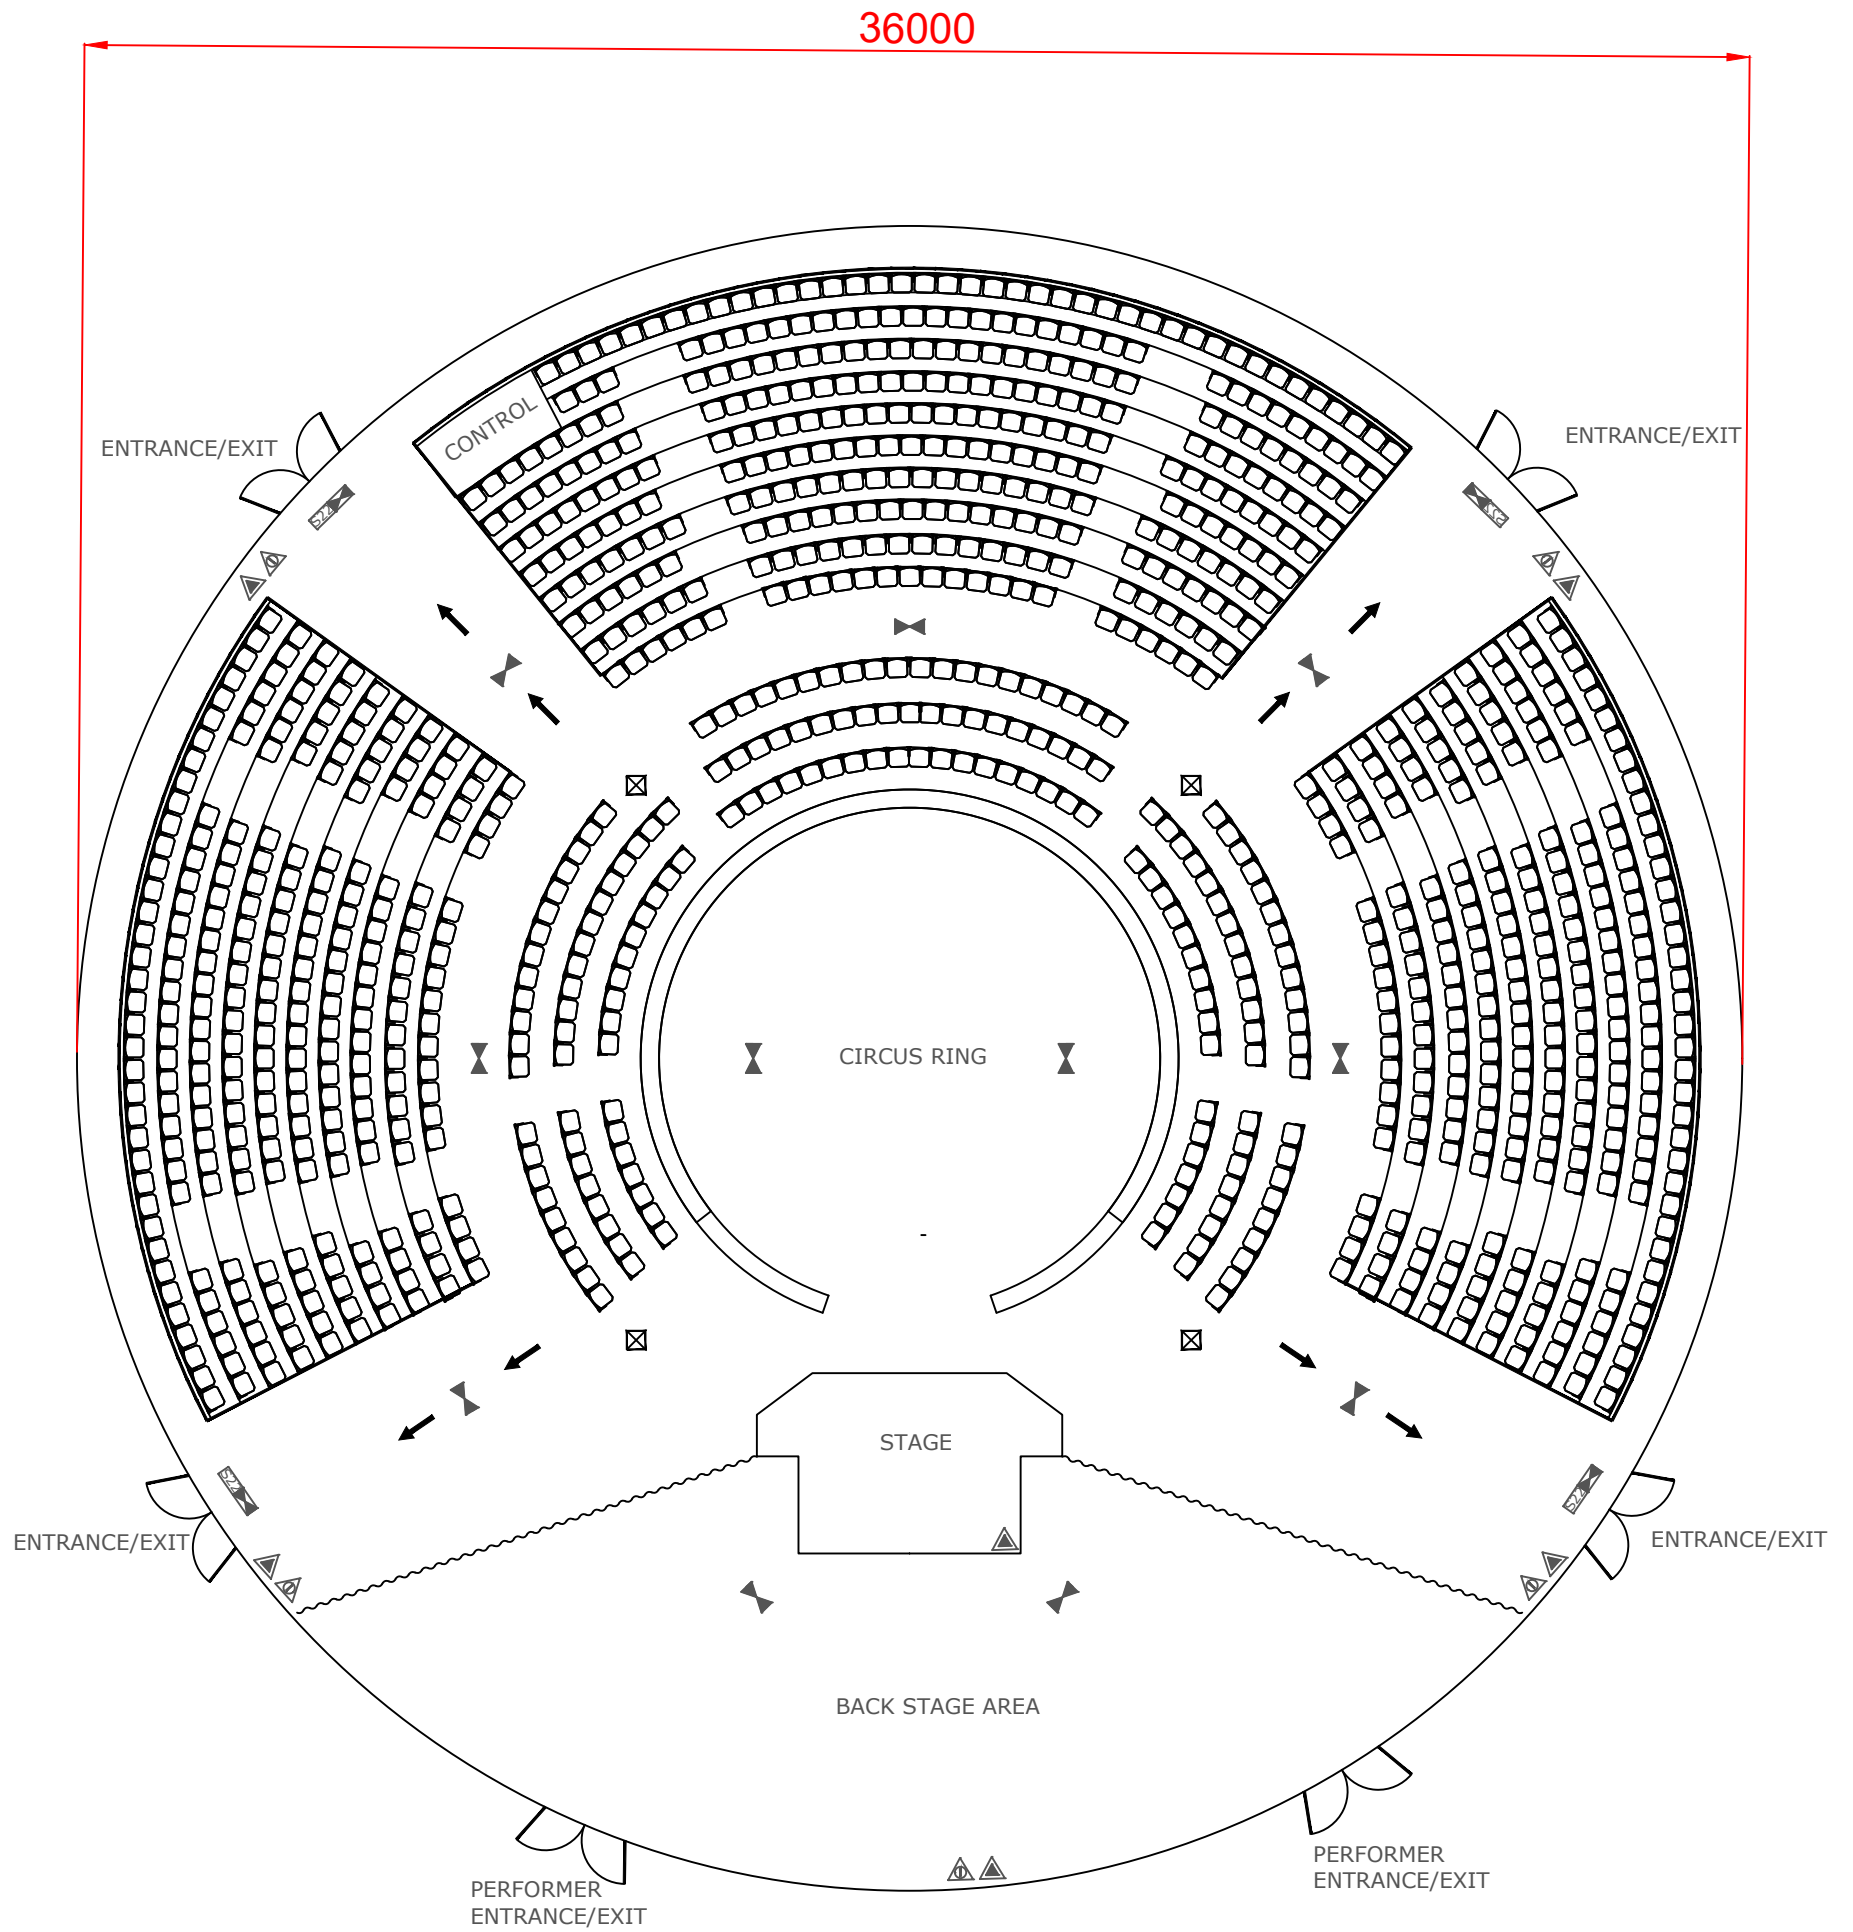 36000
CONTROL
ENTRANCE/EXIT
ENTRANCE/EXIT
CIRCUS RING
-
STAGE
ENTRANCE/EXIT
ENTRANCE/EXIT
BACK STAGE AREA
PERFORMER
ENTRANCE/EXIT
PERFORMER
ENTRANCE/EXIT